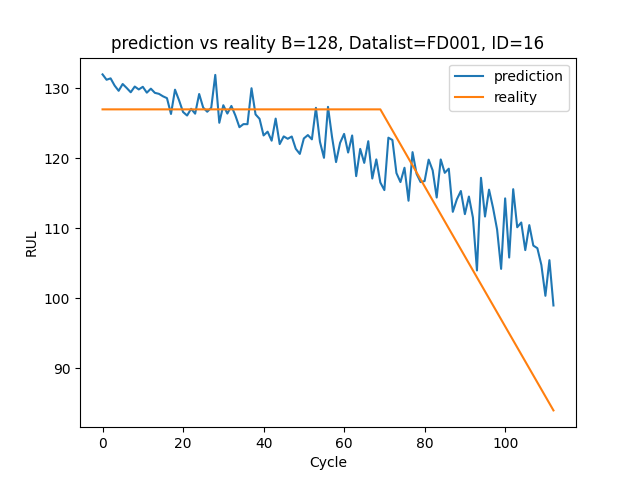 prediction vs reality B=128, Datalist=FD001, ID=16
prediction
reality
RUL
130
120
110
100
90
0 20 40 60 80 100
Cycle